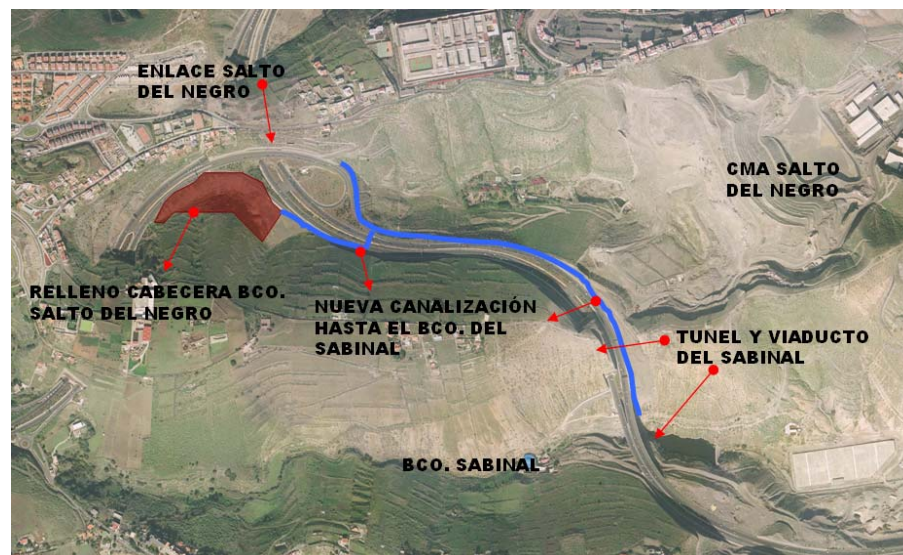 ENLACE SALTO
DEL NEGRO
CMA SALTO
DEL NEGRO
RELLENO CABECERA BCO.
SALTO DEL NEGRO
NUEVA CANALIZACIÓN
HASTA EL BCO. DEL
SABINAL
TUNEL Y VIADUCTO
DEL SABINAL
BCO. SABINAL